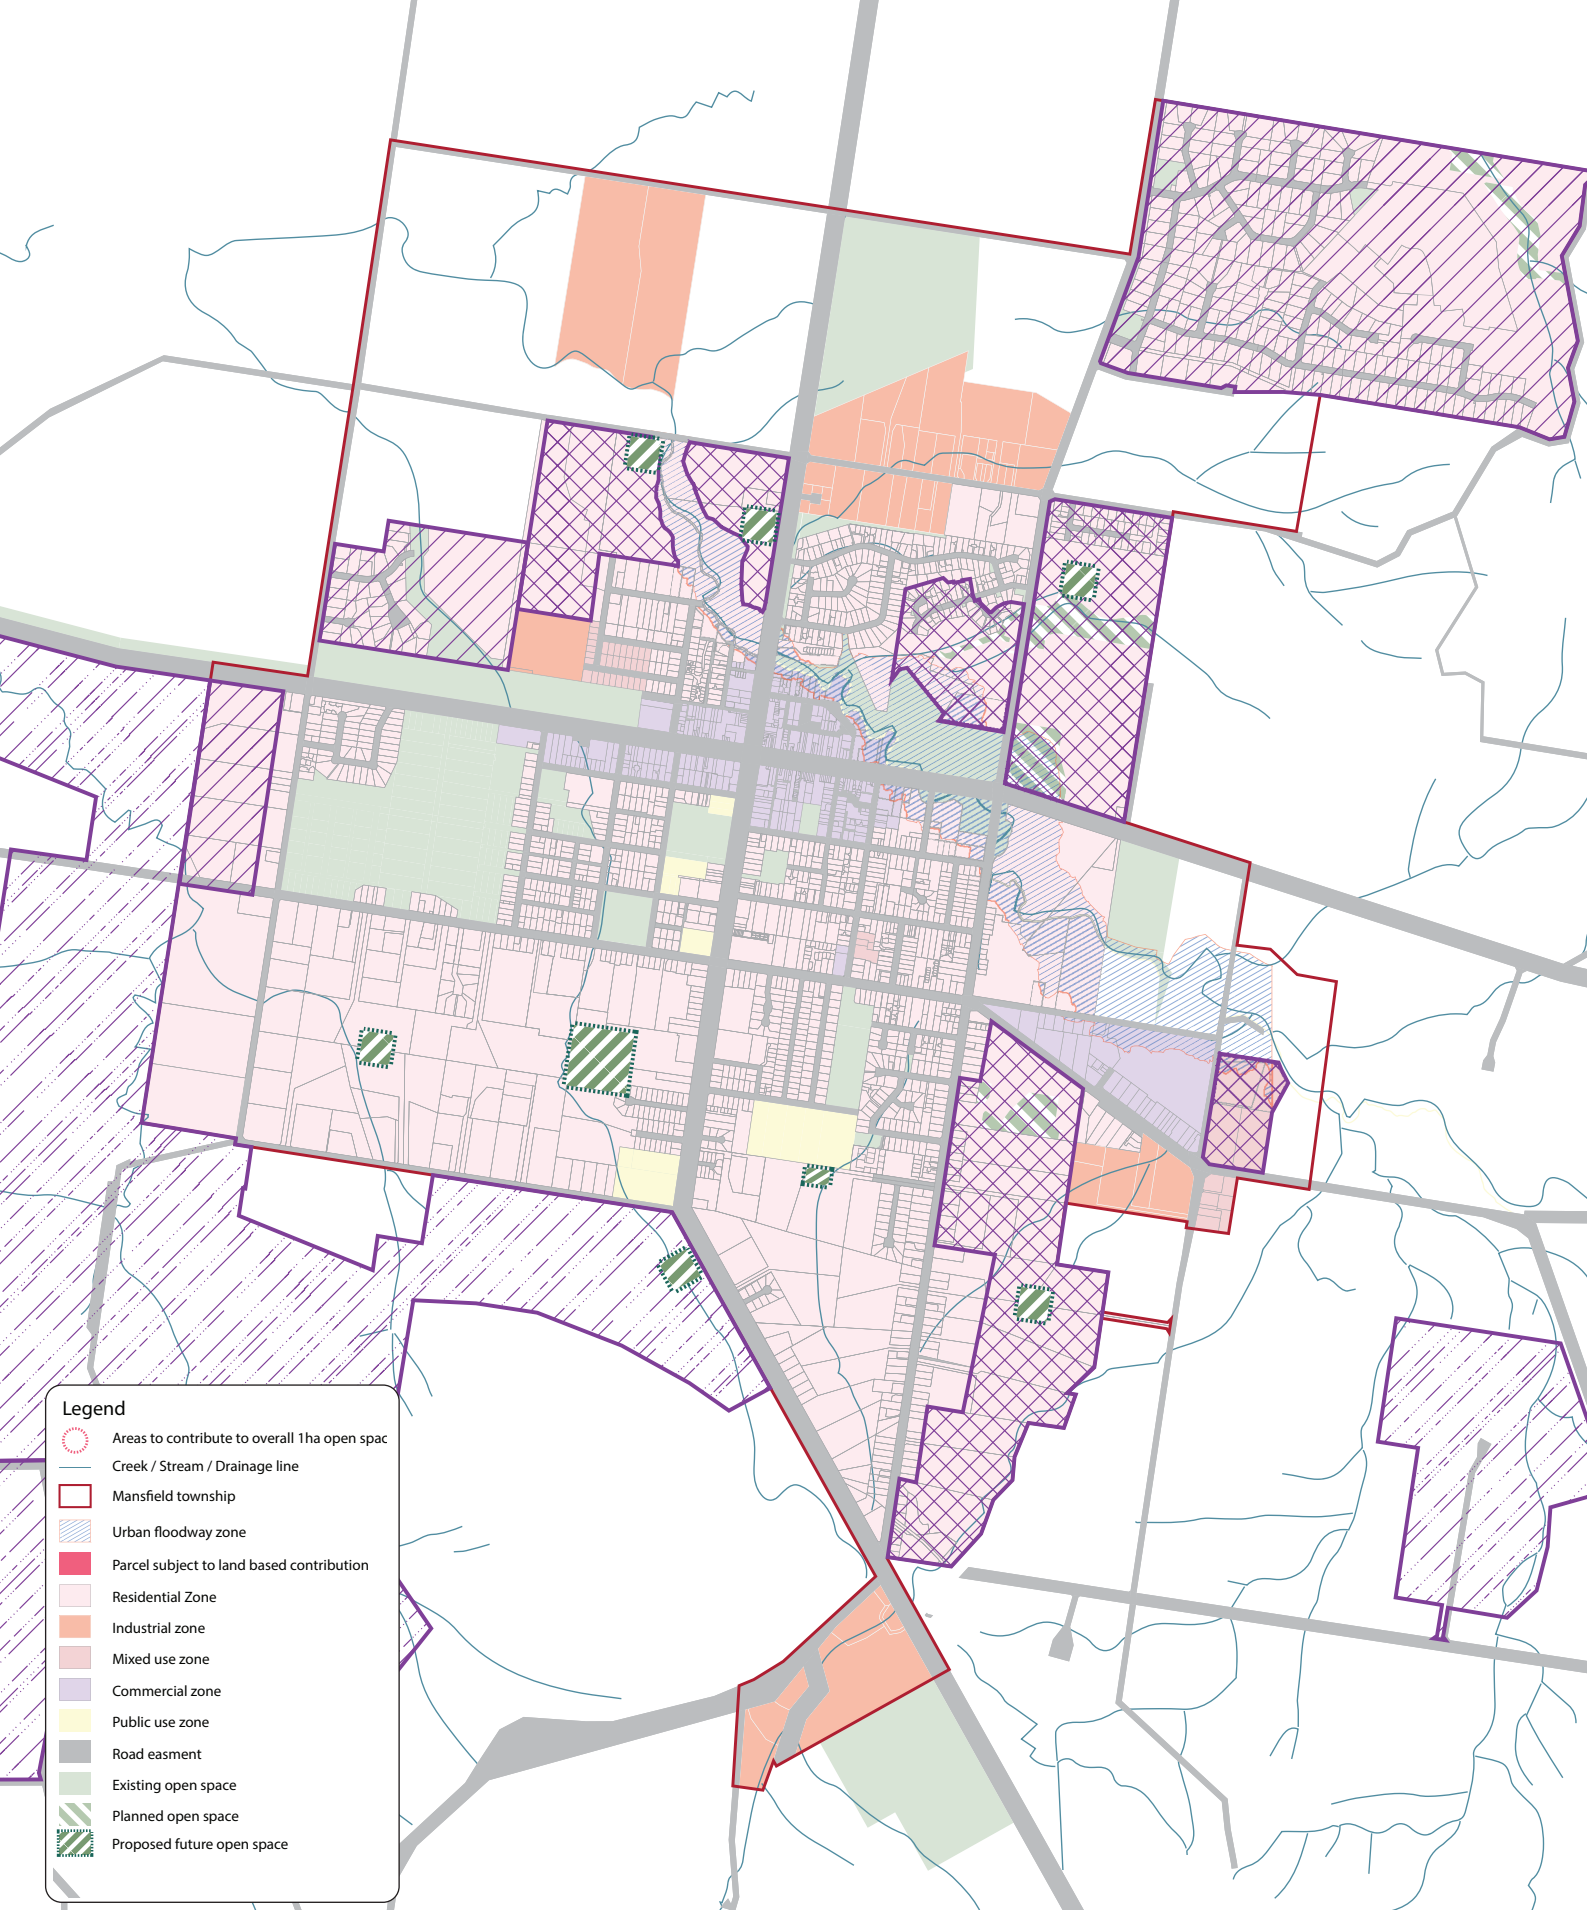 Legend
Areas to contribute to overall 1ha open spac
Creek / Stream / Drainage line
Mansfield township
Urban floodway zone
Parcel subject to land based contribution
Residential Zone
Industrial zone
Mixed use zone
Commercial zone
Public use zone
Road easment
Existing open space
Planned open space
Proposed future open space